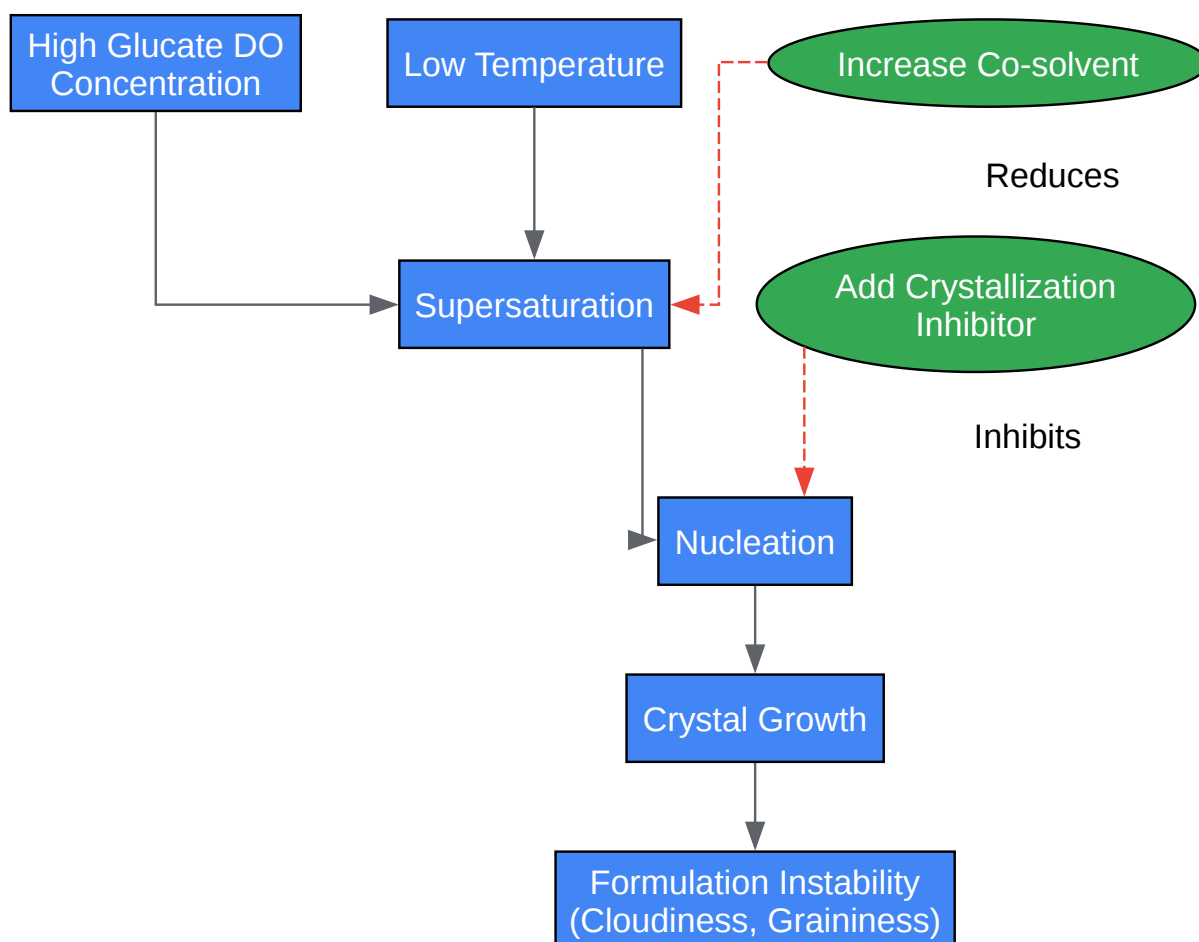 High Glucate DO
Concentration
Low Temperature
Increase Co-solvent
Reduces
Supersaturation
Add Crystallization
Inhibitor
Inhibits
Nucleation
Crystal Growth
Formulation Instability
(Cloudiness, Graininess)